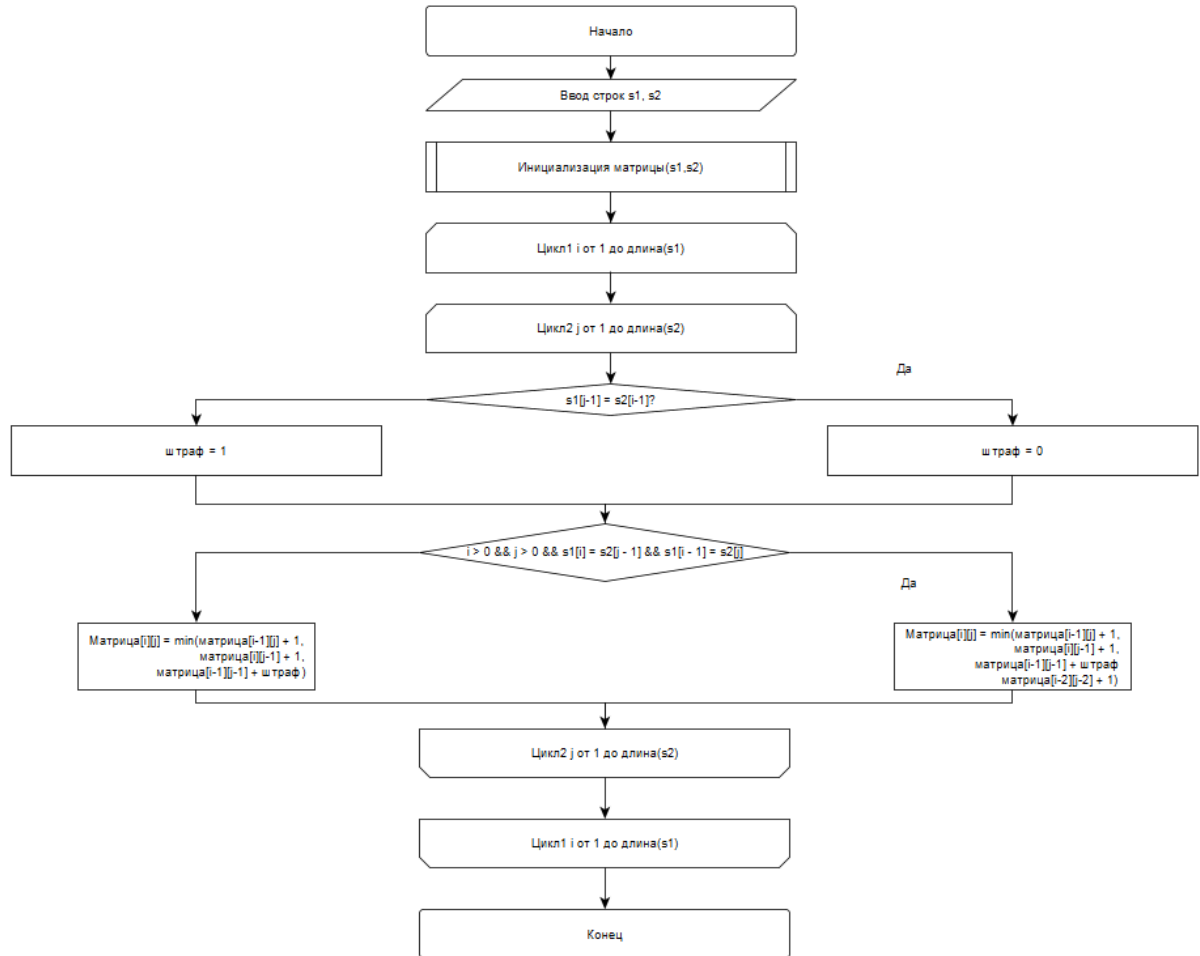 Начало
Ввод строк s1, s2
Инициализация матрицы(s1,s2)
Цикл1 i от 1 до длина(s1)
Цикл2 j от 1 до длина(s2)
Да
s1[j-1] = s2[i-1]?
штраф = 1
штраф = 0
i > 0 && j > 0 && s1[i] = s2[j - 1] && s1[i - 1] = s2[j]
Да
Матрица[i][j] = min(матрица[i-1][j] + 1,
матрица[i][j-1] + 1,
матрица[i-1][j-1] + штраф)
Матрица[i][j] = min(матрица[i-1][j] + 1,
матрица[i][j-1] + 1,
матрица[i-1][j-1] + штраф
матрица[i-2][j-2] + 1)
Цикл2 j от 1 до длина(s2)
Цикл1 i от 1 до длина(s1)
Конец